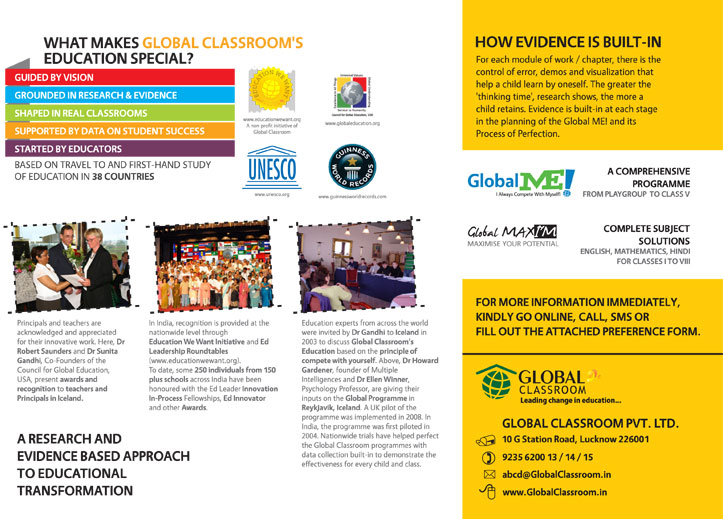 WHAT MAKES GLOBAL CLASSROOM'S
EDUCATION SPECIAL?
GUIDED BY VISION
GROUNDED IN RESEARCH & EVIDENCE
SHAPED IN REAL CLASSROOMS
SUPPORTED BY DATA ON STUDENT SUCCESS
STARTED BY EDUCATORS
BASED ON TRAVEL TO AND FIRST-HAND STUDY
OF EDUCATION IN 38 COUNTRIES
EDUCATION WE WANT
www.educationwewant.org
A non profit initiative of
Global Classroom
Universal Values
Global Understanding
Excellence in All Things
Service to Humanity
Council for Global Education, USA
www.globaleducation.org
UNESCO
www.unesco.org
GUINNESS
WORLD RECORDS
www.guinnessworldrecords.com
Principals and teachers are
acknowledged and appreciated
for their innovative work. Here, Dr
Robert Saunders and Dr Sunita
Gandhi, Co-Founders of the
Council for Global Education,
USA, present awards and
recognition to teachers and
Principals in Iceland.
In India, recognition is provided at the
nationwide level through
Education We Want Initiative and Ed
Leadership Roundtables
(www.educationwewant.org).
To date, some 250 individuals from 150
plus schools across India have been
honoured with the Ed Leader Innovation
In-Process Fellowships, Ed Innovator
and other Awards.
Education experts from across the world
were invited by Dr Gandhi to Iceland in
2003 to discuss Global Classroom's
Education based on the principle of
compete with yourself. Above, Dr Howard
Gardener, founder of Multiple
Intelligences and Dr Ellen Winner,
Psychology Professor, are giving their
inputs on the Global Programme in
Reykjavik, Iceland. A UK pilot of the
programme was implemented in 2008. In
India, the programme was first piloted in
2004. Nationwide trials have helped perfect
the Global Classroom programmes with
data collection built-in to demonstrate the
effectiveness for every child and class.
A RESEARCH AND
EVIDENCE BASED APPROACH
TO EDUCATIONAL
TRANSFORMATION
HOW EVIDENCE IS BUILT-IN
For each module of work / chapter, there is the
control of error, demos and visualization that
help a child learn by oneself. The greater the
'thinking time', research shows, the more a
child retains. Evidence is built-in at each stage
in the planning of the Global ME! and its
Process of Perfection.
Global ME!
I Always Compete With Myself!
A COMPREHENSIVE
PROGRAMME
FROM PLAYGROUP TO CLASS V
Global MAXIM
MAXIMISE YOUR POTENTIAL
COMPLETE SUBJECT
SOLUTIONS
ENGLISH, MATHEMATICS, HINDI
FOR CLASSES I TO VIII
FOR MORE INFORMATION IMMEDIATELY,
KINDLY GO ONLINE, CALL, SMS OR
FILL OUT THE ATTACHED PREFERENCE FORM.
GLOBAL
CLASSROOM
Leading change in education...
GLOBAL CLASSROOM PVT. LTD.
10 G Station Road, Lucknow 226001
9235 6200 13 / 14 / 15
abcd@GlobalClassroom.in
www.GlobalClassroom.in